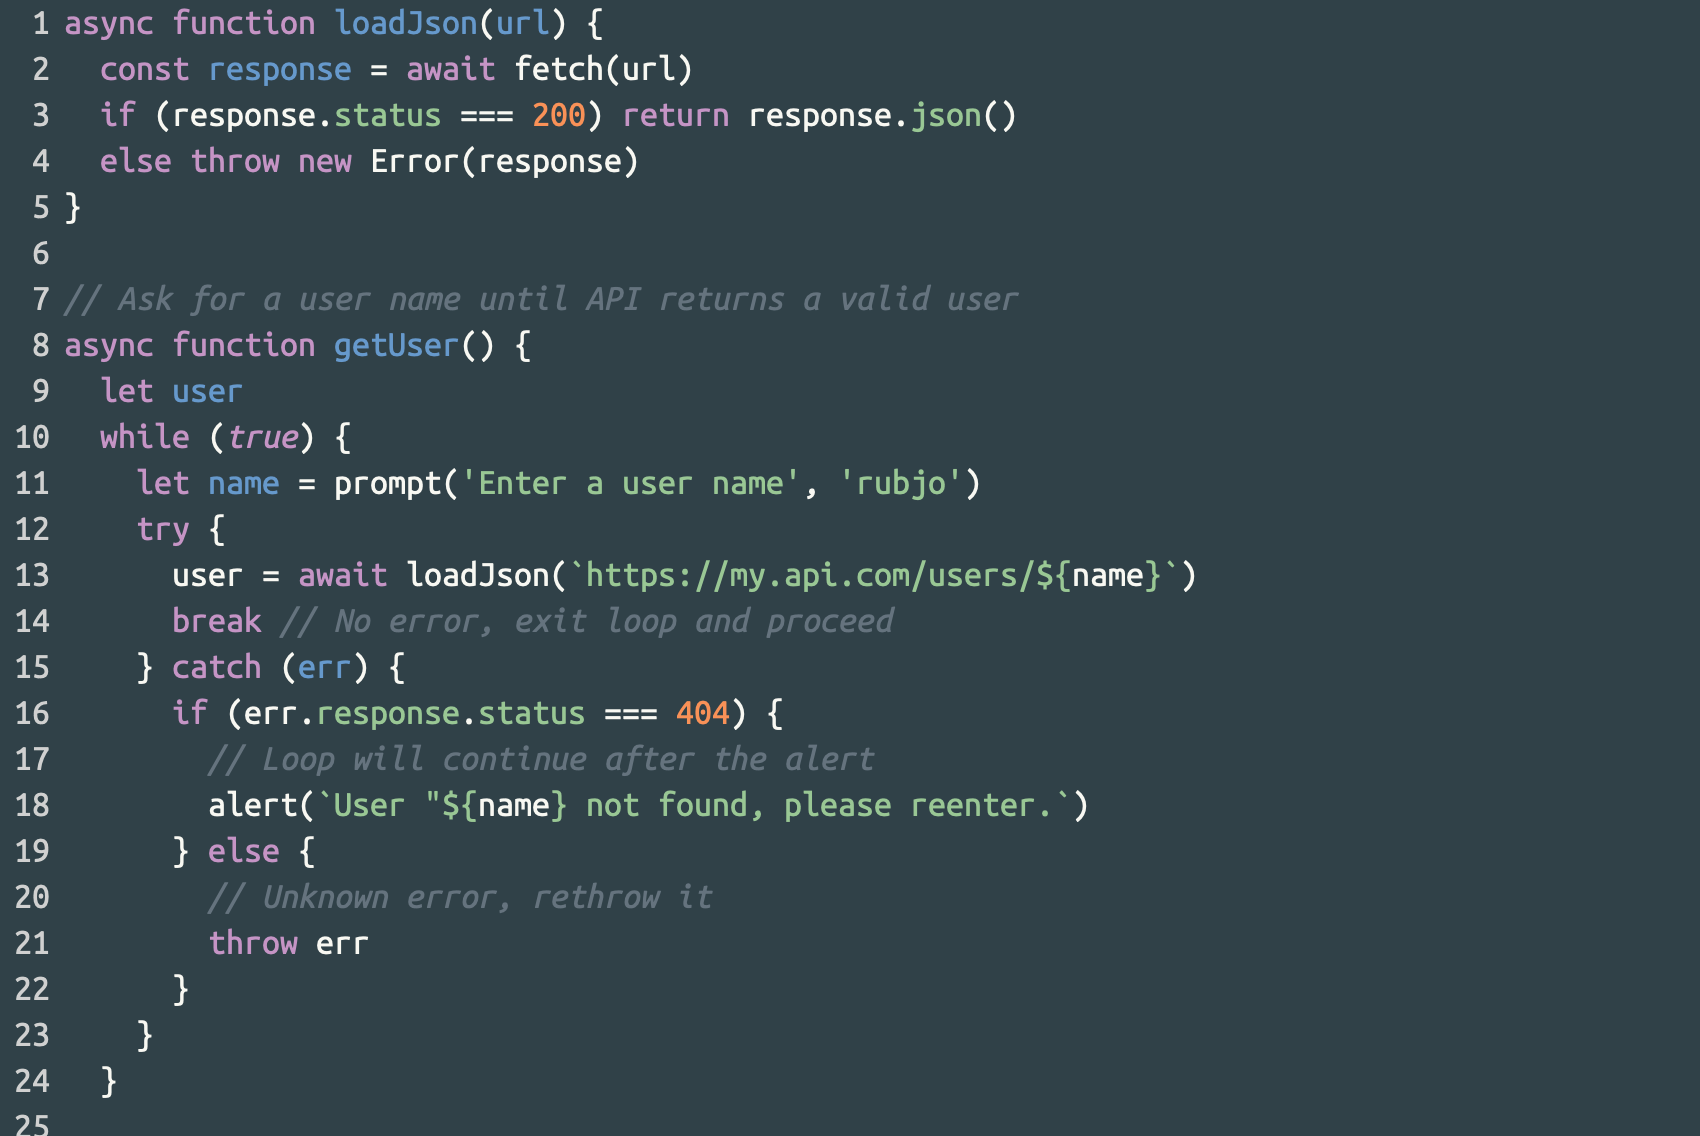 1 async function loadJson(url) {
2   const response = await fetch(url)
3   if (response.status === 200) return response.json()
4   else throw new Error(response)
5 }
6
7 // Ask for a user name until API returns a valid user
8 async function getUser() {
9   let user
10   while (true) {
11     let name = prompt('Enter a user name', 'rubjo')
12     try {
13       user = await loadJson(`https://my.api.com/users/${name}`)
14       break // No error, exit loop and proceed
15     } catch (err) {
16       if (err.response.status === 404) {
17         // Loop will continue after the alert
18         alert(`User "${name} not found, please reenter.`)
19       } else {
20         // Unknown error, rethrow it
21         throw err
22       }
23     }
24   }
25